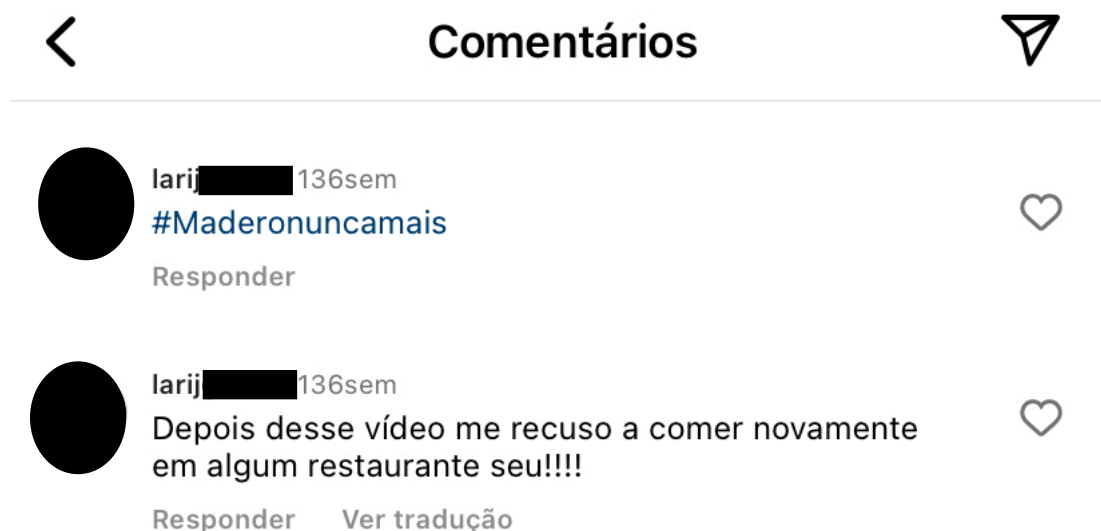 Comentários
larij 136sem
#Maderonuncamais
Responder
larij 136sem
Depois desse vídeo me recuso a comer novamente
em algum restaurante seu!!!!
Responder Ver tradução